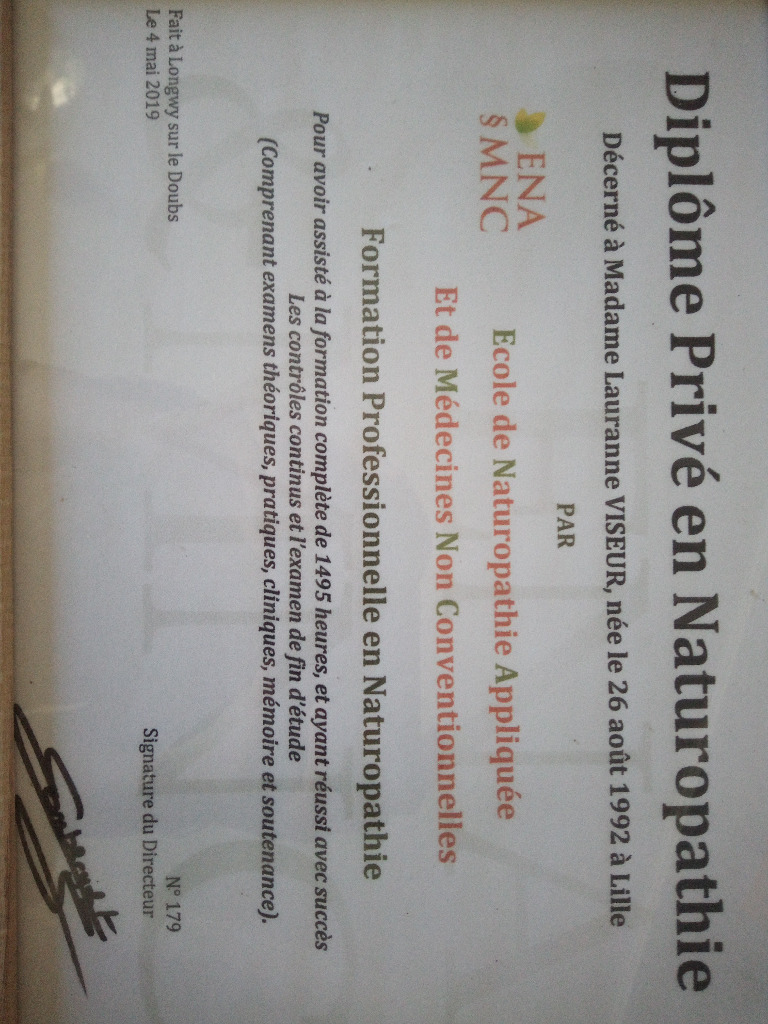 Diplôme Privé en Naturopathie
Décerné à Madame Lauranne VISEUR, née le 26 août 1992 à Lille
PAR
ENA
§ MNC
Ecole de Naturopathie Appliquée
Et de Médecines Non Conventionnelles
Formation Professionnelle en Naturopathie
Pour avoir assisté à la formation complète de 1495 heures, et ayant réussi avec succès
Les contrôles continus et l'examen de fin d'étude
(Comprenant examens théoriques, pratiques, cliniques, mémoire et soutenance).
Fait à Longwy sur le Doubs
Le 4 mai 2019
N° 179
Signature du Directeur